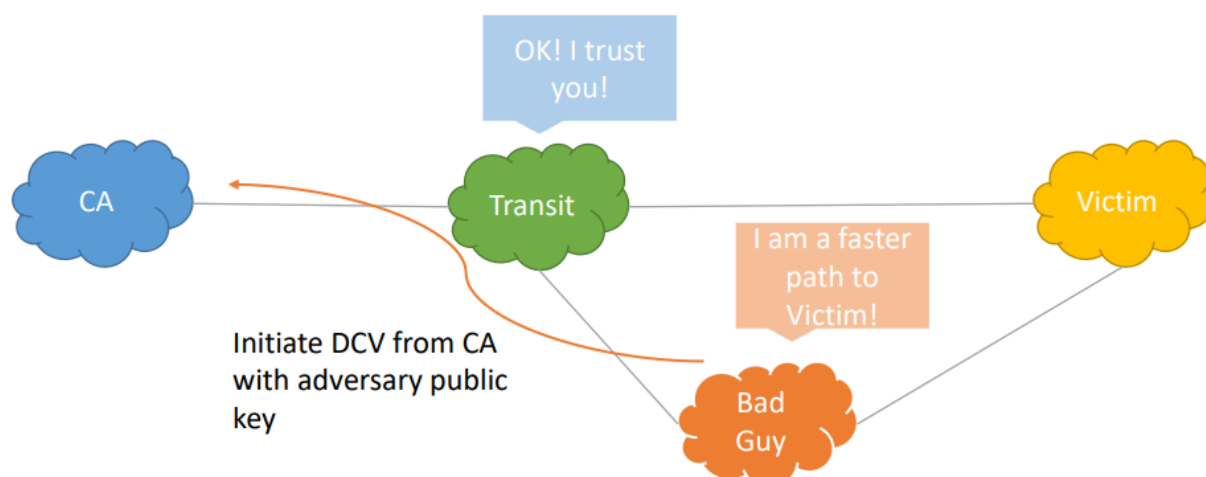 OK! I trust
you!
CA
Transit
Victim
I am a faster
path to
Victim!
Initiate DCV from CA
with adversary public
key
Bad
Guy